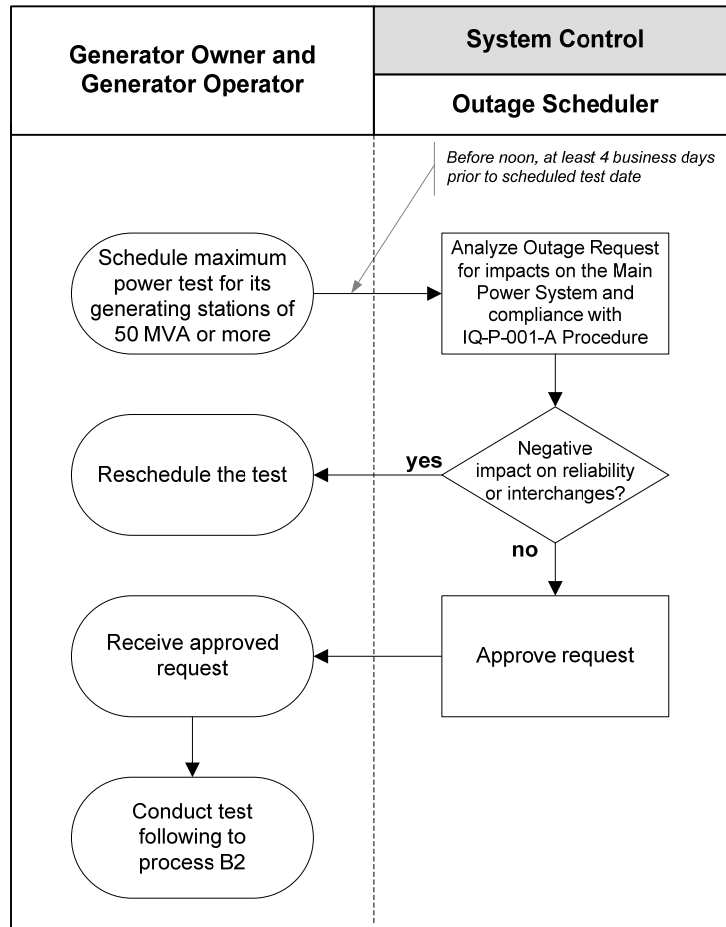 Generator Owner and
Generator Operator
System Control
Outage Scheduler
Before noon, at least 4 business days
prior to scheduled test date
Schedule maximum
power test for its
generating stations of
50 MVA or more
Analyze Outage Request
for impacts on the Main
Power System and
compliance with
IQ-P-001-A Procedure
Negative
impact on reliability
or interchanges?
yes
Reschedule the test
no
Approve request
Receive approved
request
Conduct test
following to
process B2